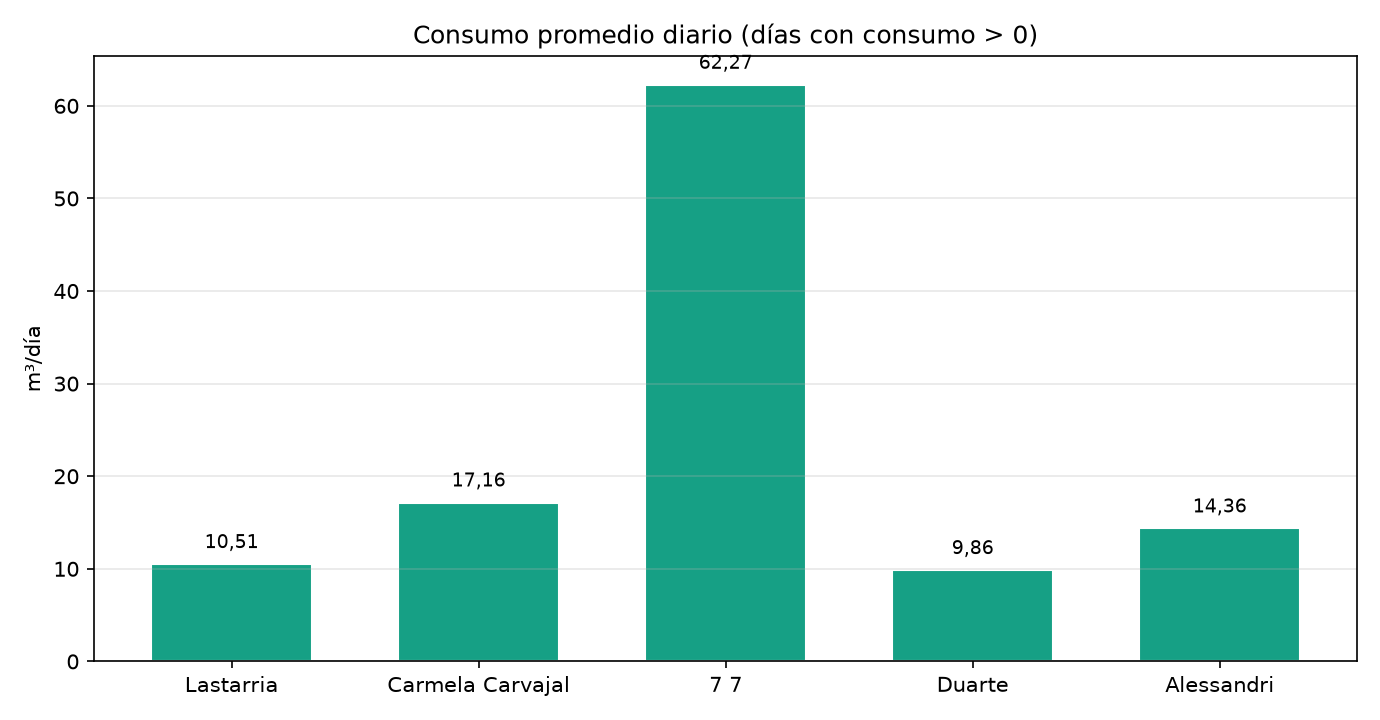 Consumo promedio diario (días con consumo > 0)
62,27
60
50
40
m³/día
30
20
17,16
14,36
10,51
9,86
10
0
Lastarria
Carmela Carvajal
7 7
Duarte
Alessandri